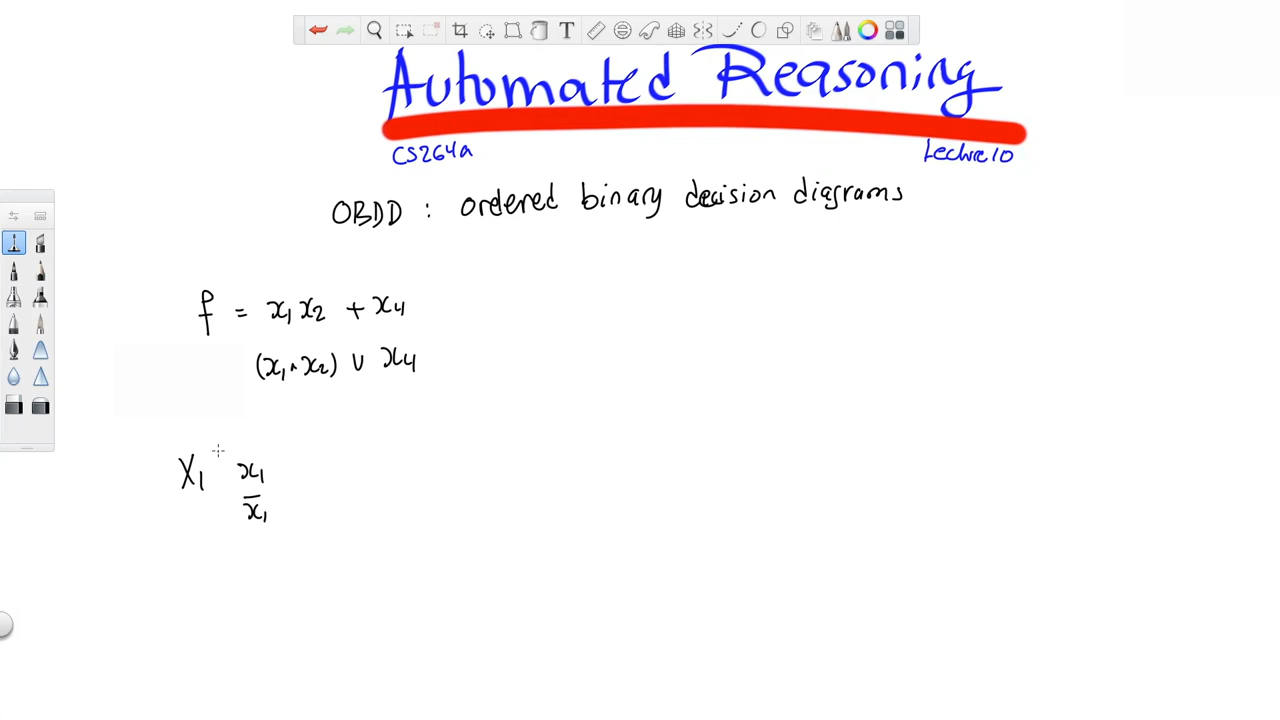 Automated Reasoning
CS264a
Lecture 10
OBDD : ordered binary decision diagrams
f = x₁ x₂ + x₄
(x₁ ∧ x₂) ∨ x₄
X₁ x₁
x̅₁